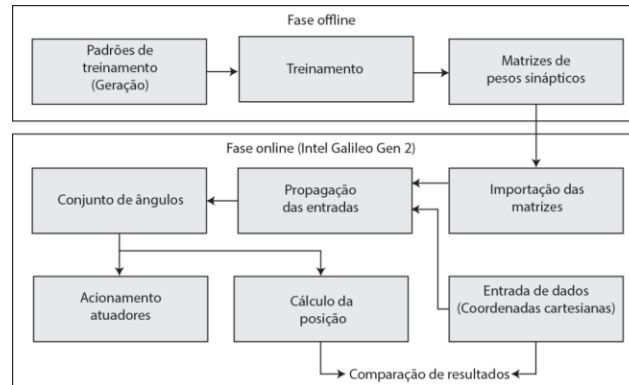 Fase offline
Padrões de
treinamento
(Geração)
Treinamento
Matrizes de
pesos sinápticos
Fase online (Intel Galileo Gen 2)
Conjunto de ângulos
Propagação
das entradas
Importação das
matrizes
Acionamento
atuadores
Cálculo da
posição
Entrada de dados
(Coordenadas cartesianas)
Comparação de resultados